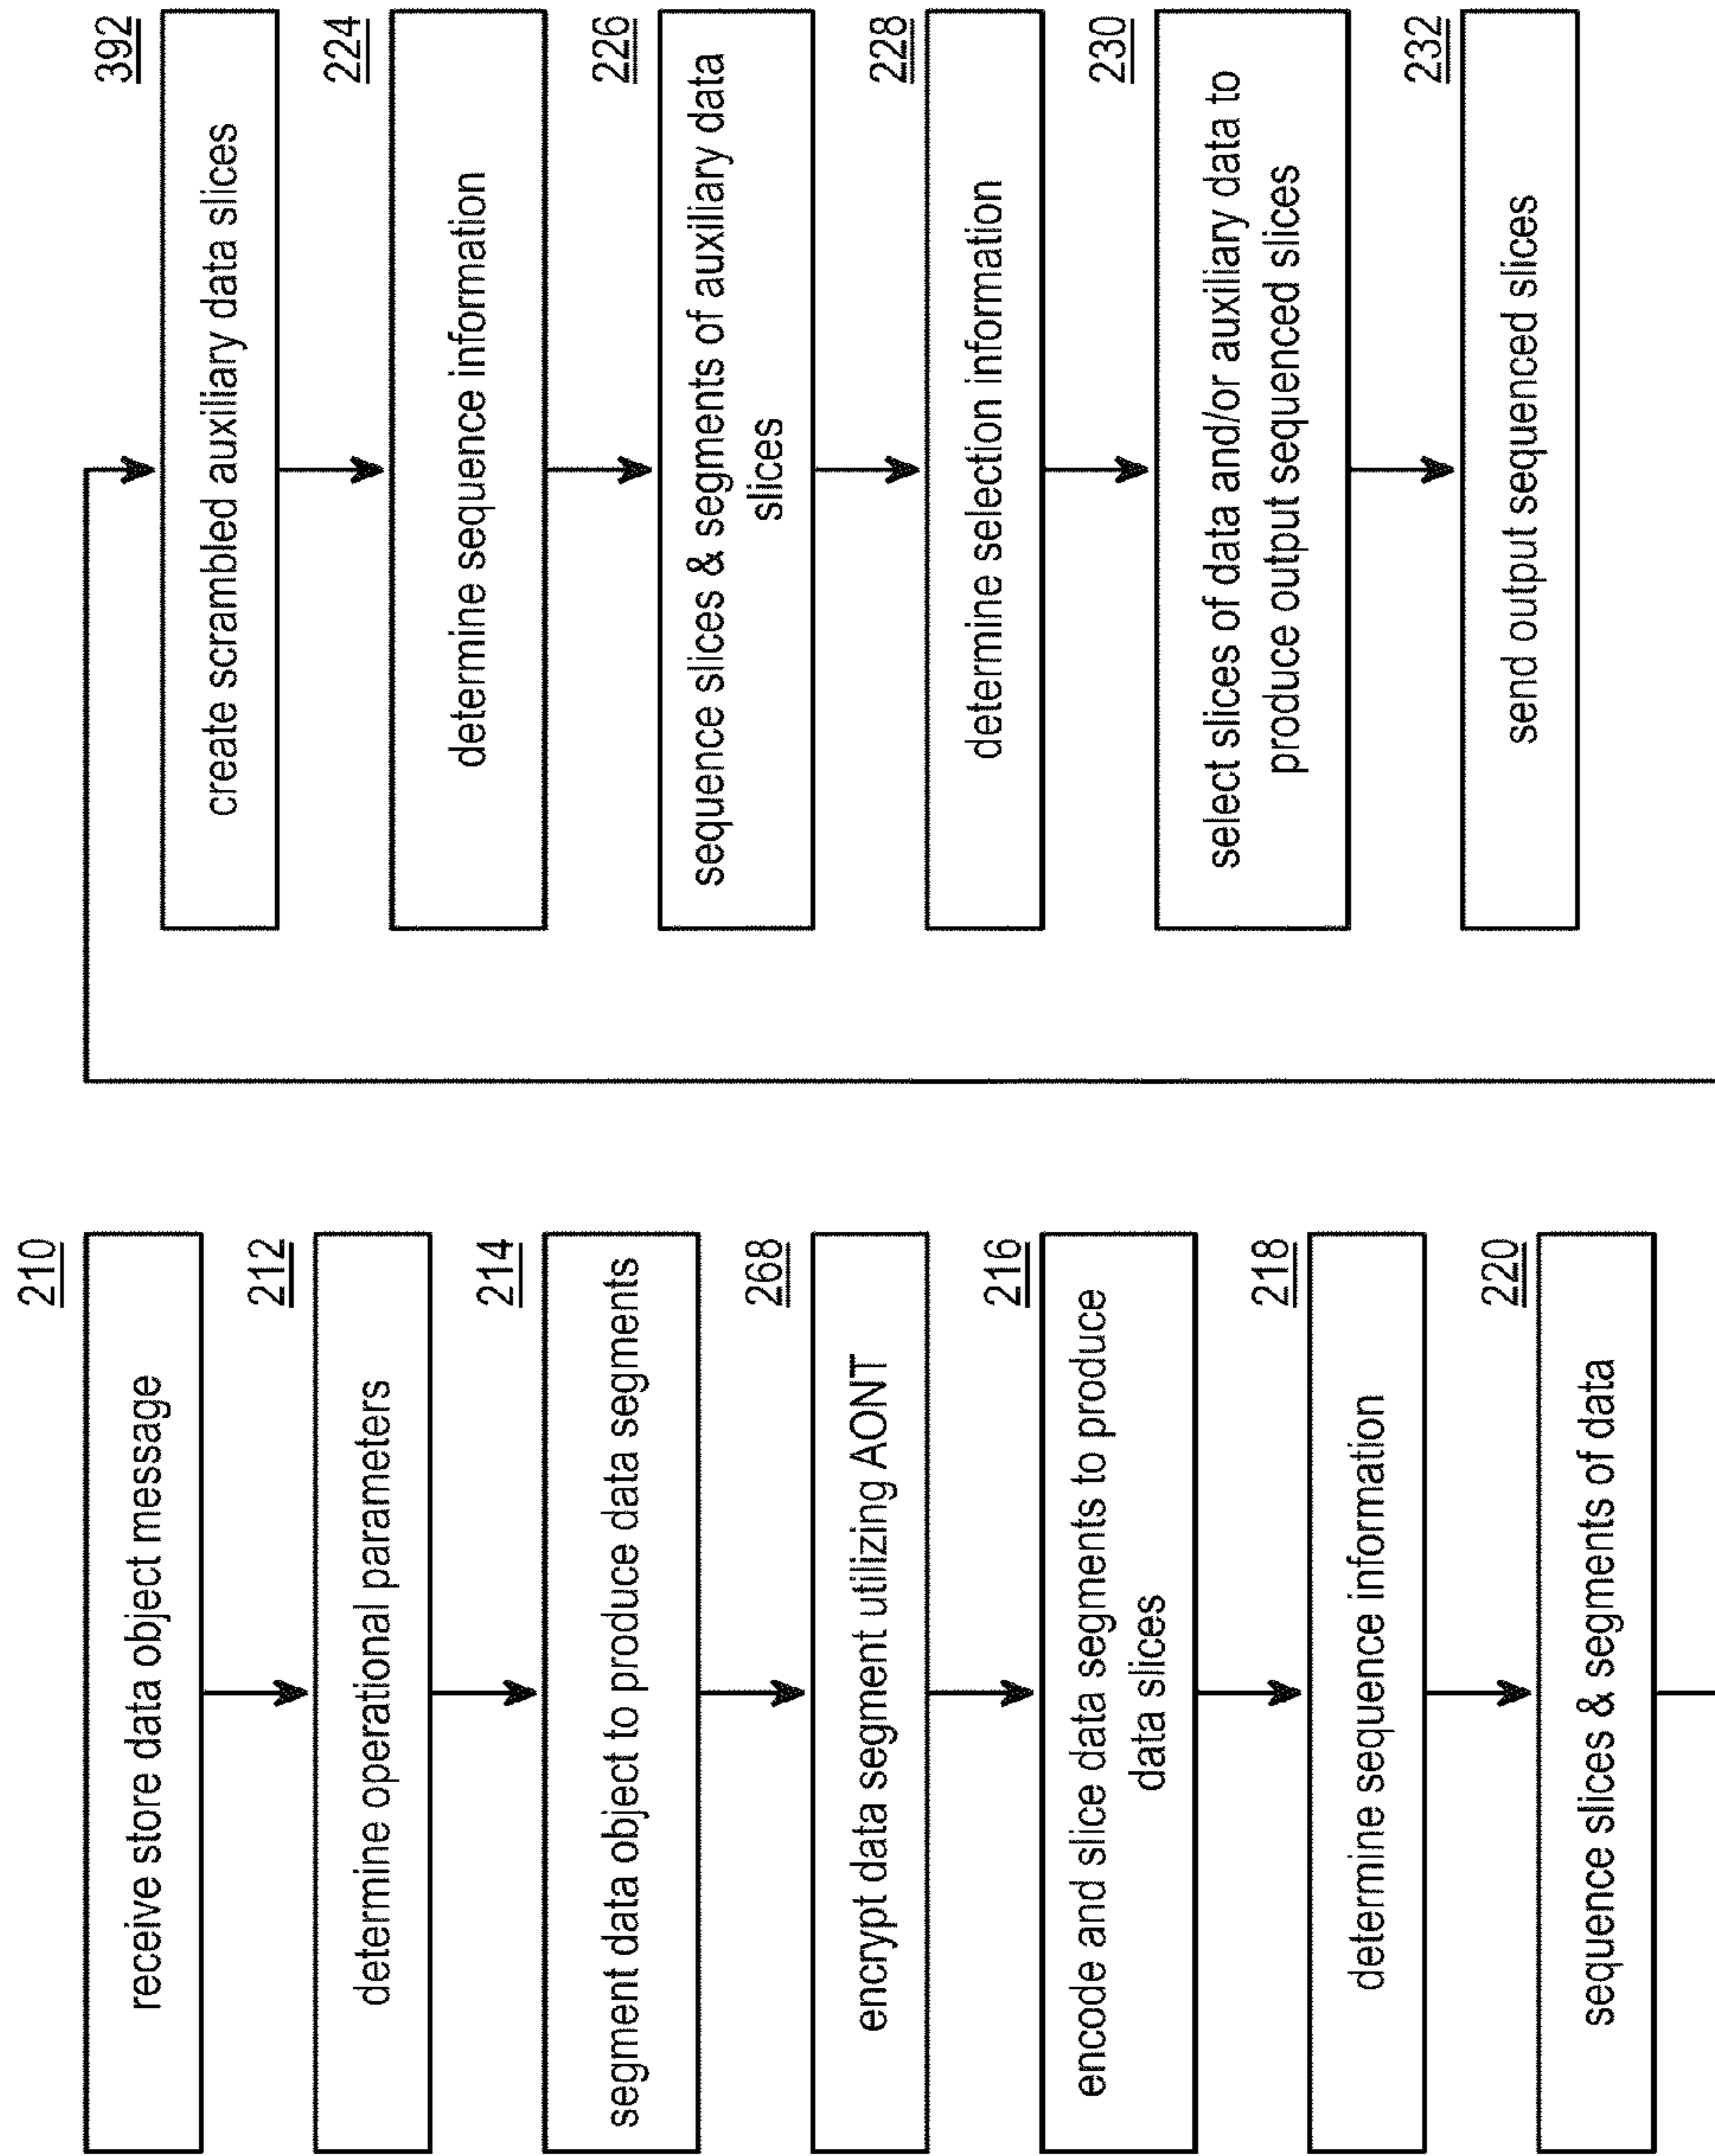 210
receive store data object message
212
determine operational parameters
214
segment data object to produce data segments
268
encrypt data segment utilizing AONT
216
encode and slice data segments to produce
data slices
218
determine sequence information
220
sequence slices & segments of data
392
create scrambled auxiliary data slices
224
determine sequence information
226
sequence slices & segments of auxiliary data
slices
228
determine selection information
230
select slices of data and/or auxiliary data to
produce output sequenced slices
232
send output sequenced slices